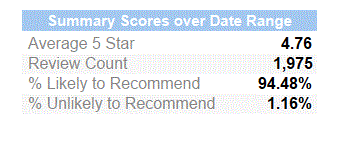 Summary Scores over Date Range
Average 5 Star 4.76
Review Count 1,975
% Likely to Recommend 94.48%
% Unlikely to Recommend 1.16%